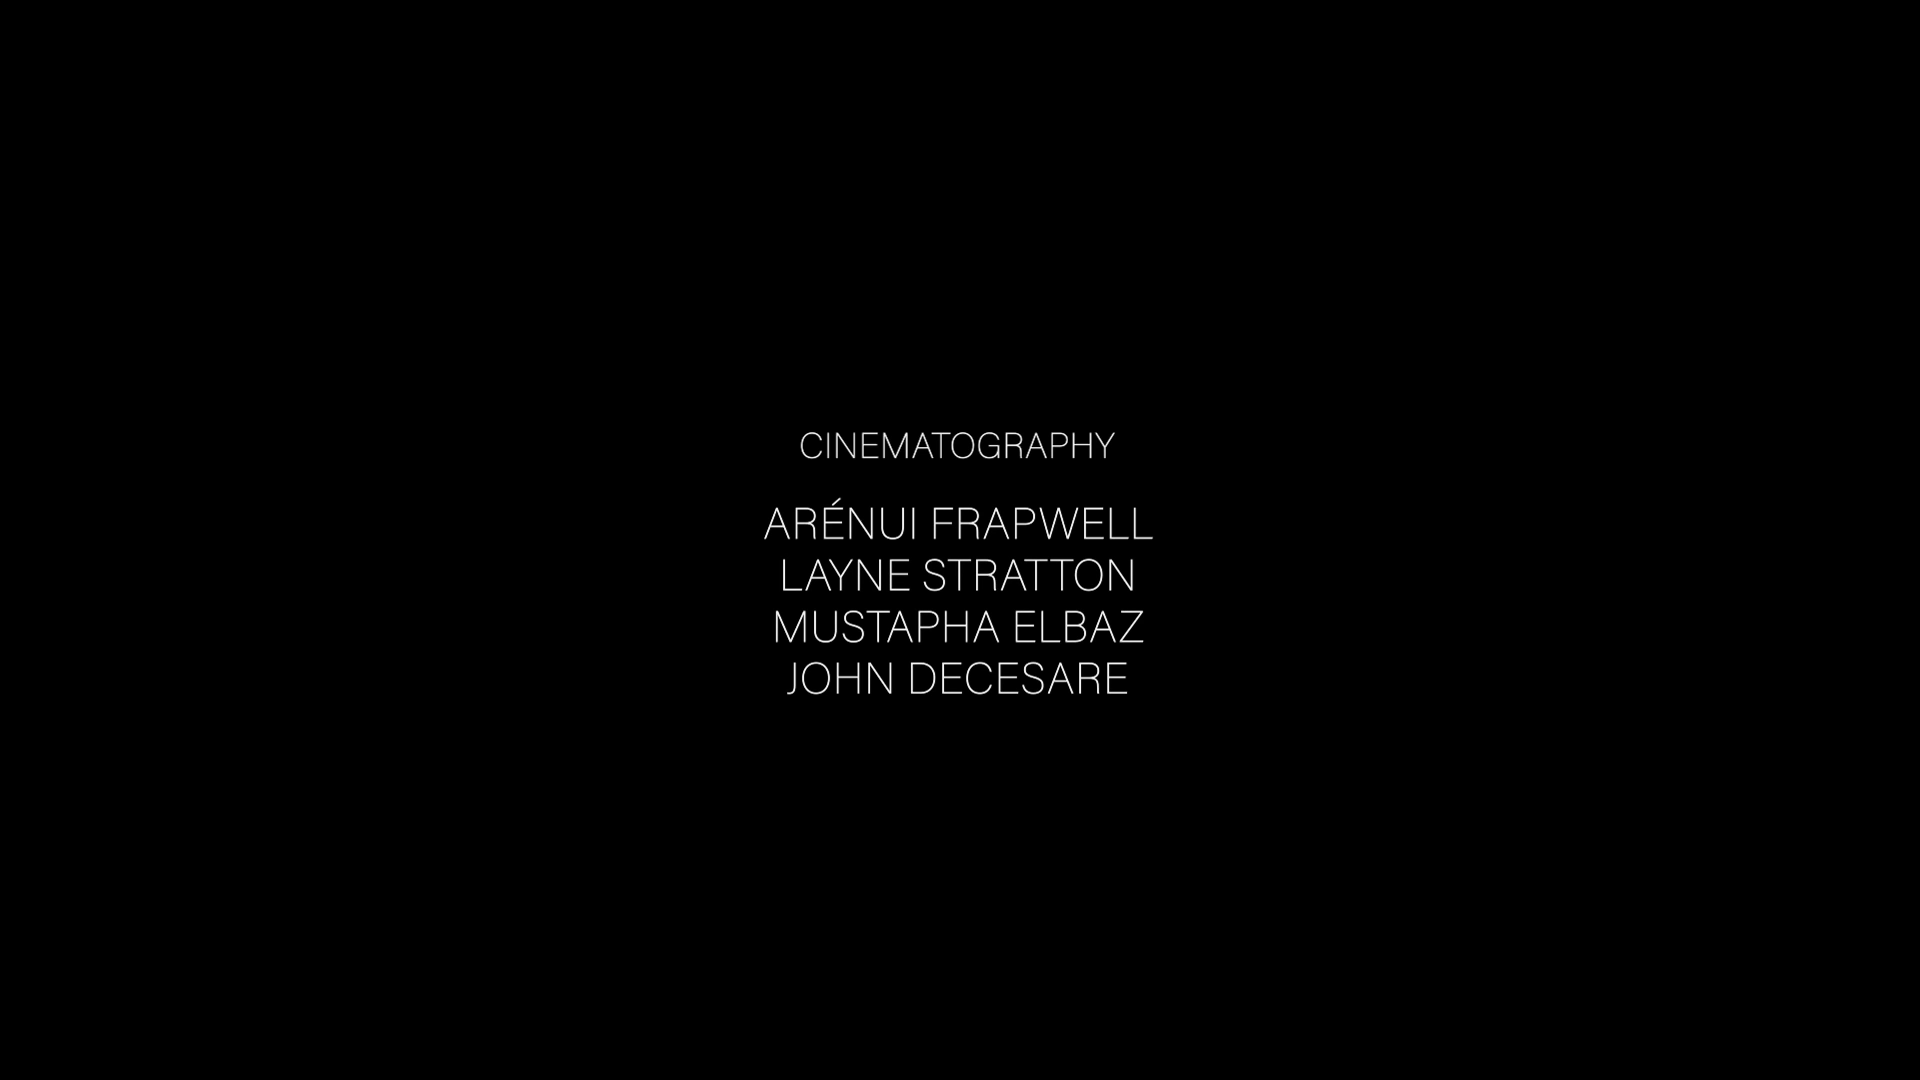 CINEMATOGRAPHY
ARÉNUI FRAPWELL
LAYNE STRATTON
MUSTAPHA ELBAZ
JOHN DECESARE